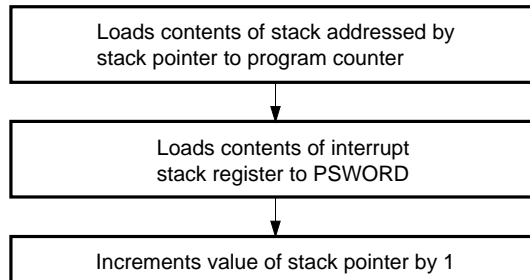 Loads contents of stack addressed by
stack pointer to program counter
Loads contents of interrupt
stack register to PSWORD
Increments value of stack pointer by 1